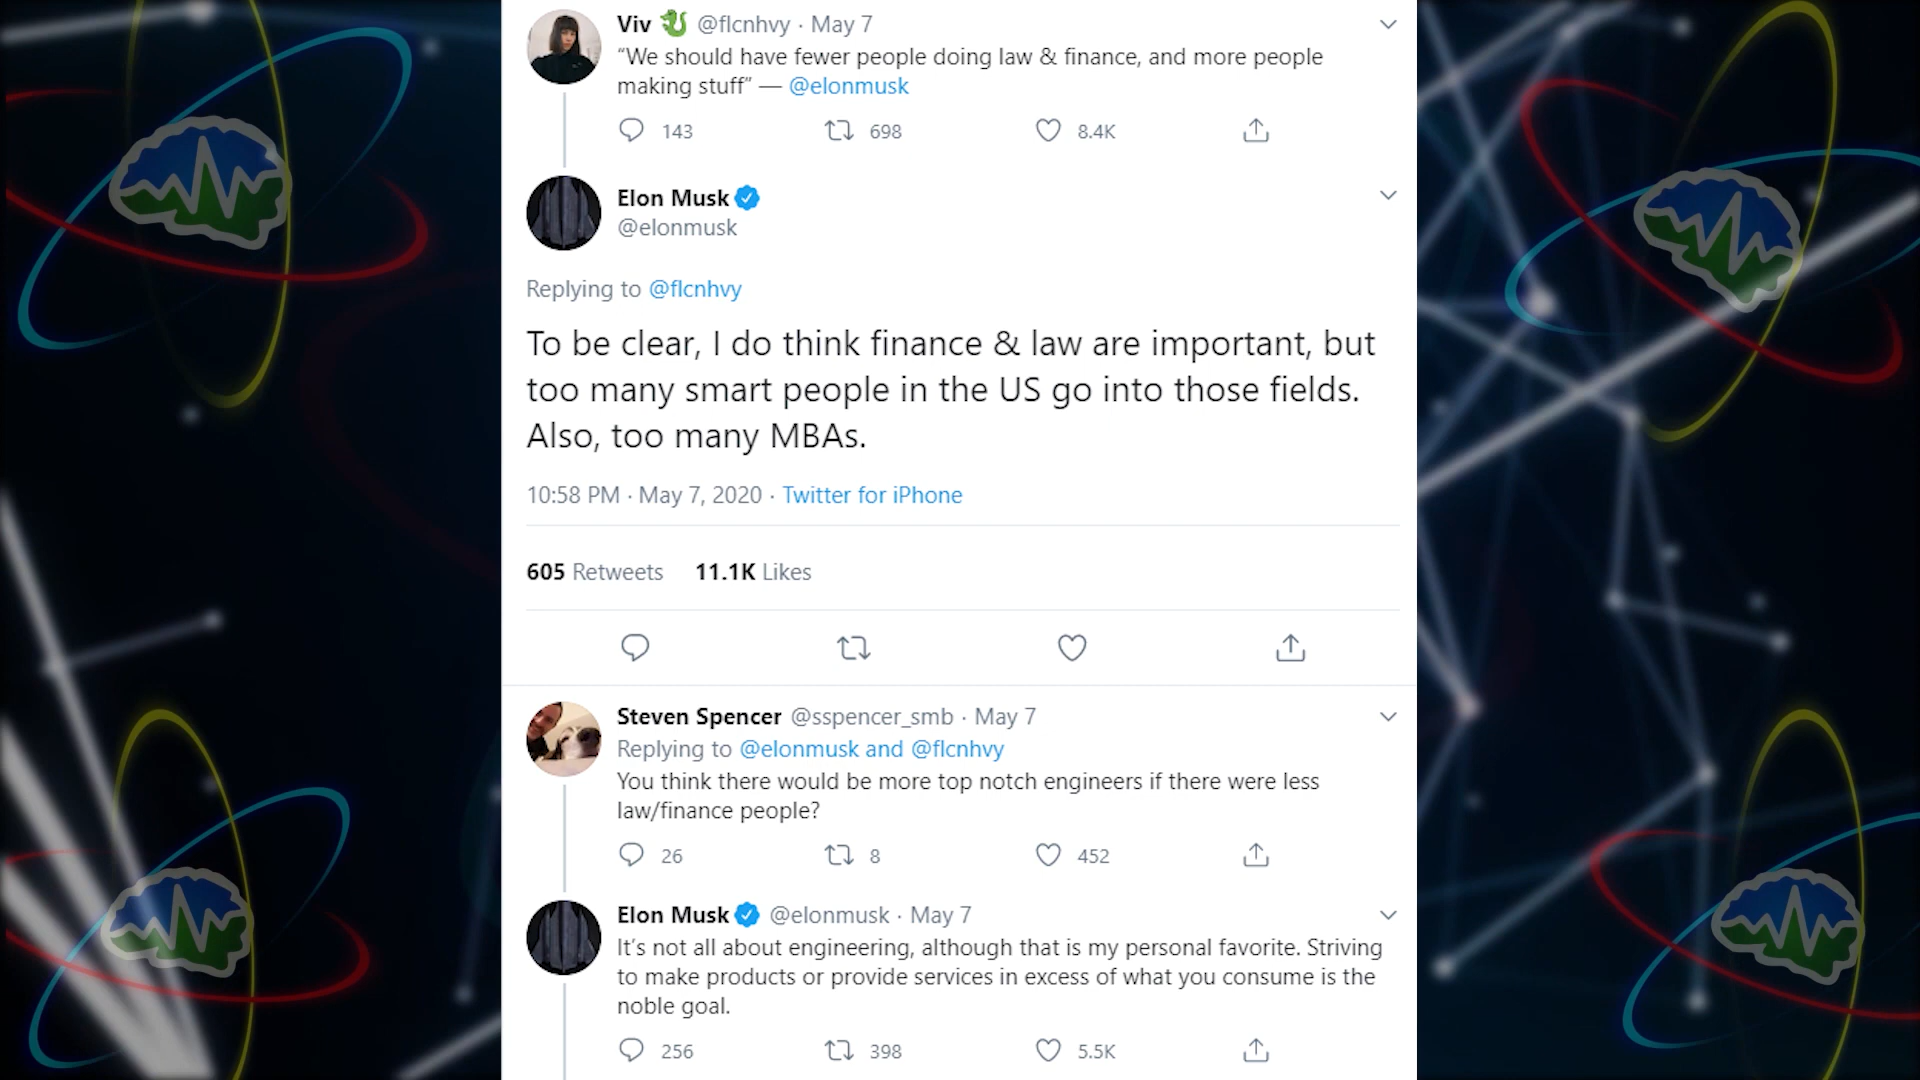 Viv @flcnhvy · May 7
“We should have fewer people doing law & finance, and more people
making stuff” — @elonmusk
143 698 8.4K
Elon Musk
@elonmusk
Replying to @flcnhvy
To be clear, I do think finance & law are important, but
too many smart people in the US go into those fields.
Also, too many MBAs.
10:58 PM · May 7, 2020 · Twitter for iPhone
605 Retweets 11.1K Likes
Steven Spencer @sspencer_smb · May 7
Replying to @elonmusk and @flcnhvy
You think there would be more top notch engineers if there were less
law/finance people?
26 8 452
Elon Musk @elonmusk · May 7
It’s not all about engineering, although that is my personal favorite. Striving
to make products or provide services in excess of what you consume is the
noble goal.
256 398 5.5K